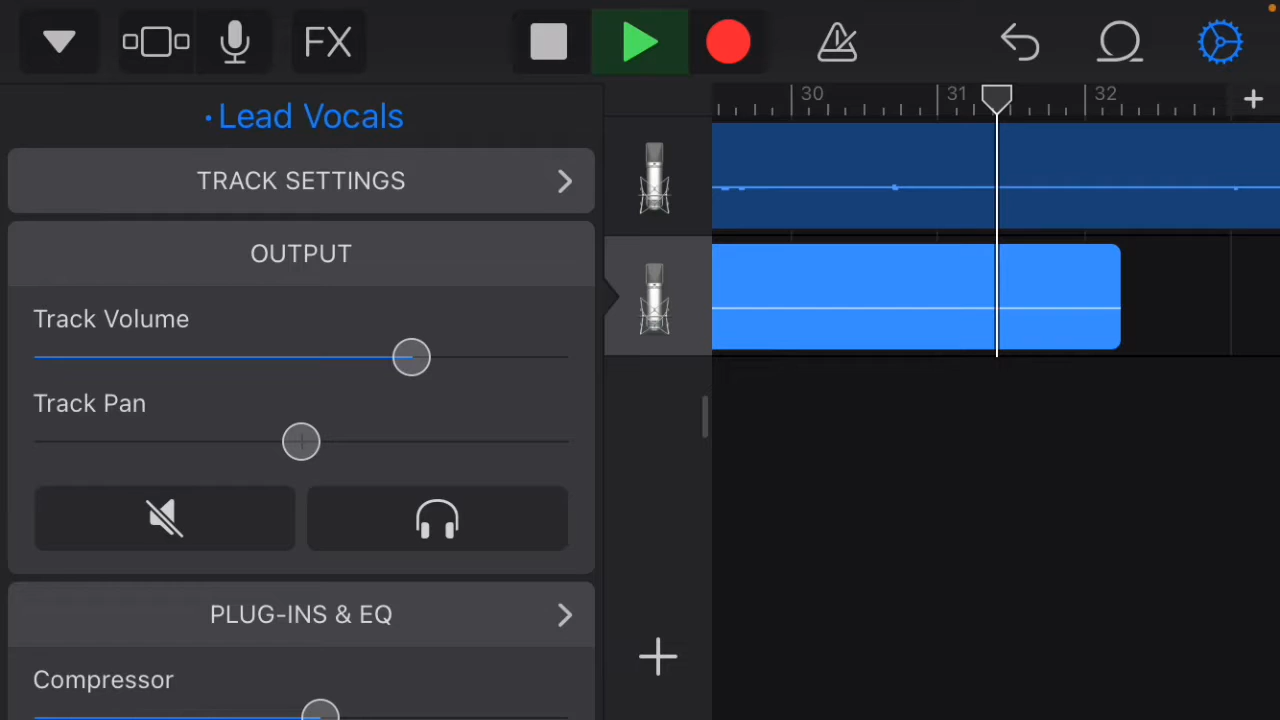 FX
30
31
32
Lead Vocals
TRACK SETTINGS
OUTPUT
Track Volume
Track Pan
PLUG-INS & EQ
Compressor